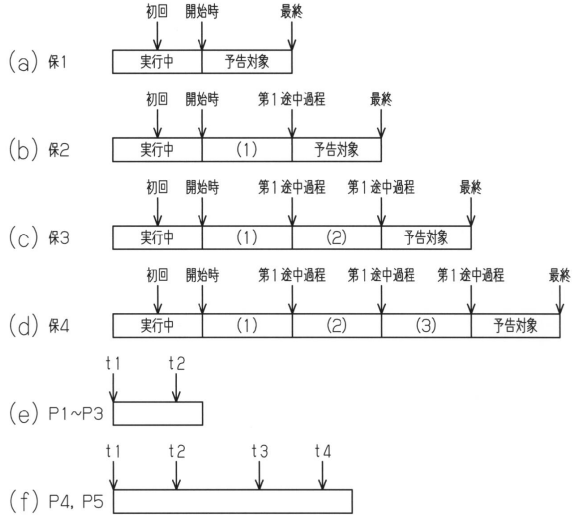 初回 開始時 最終
(a) 保1 実行中 予告対象
初回 開始時 第1途中過程 最終
(b) 保2 実行中 (1) 予告対象
初回 開始時 第1途中過程 第1途中過程 最終
(c) 保3 実行中 (1) (2) 予告対象
初回 開始時 第1途中過程 第1途中過程 第1途中過程 最終
(d) 保4 実行中 (1) (2) (3) 予告対象
t1 t2
(e) P1~P3
t1 t2 t3 t4
(f) P4, P5